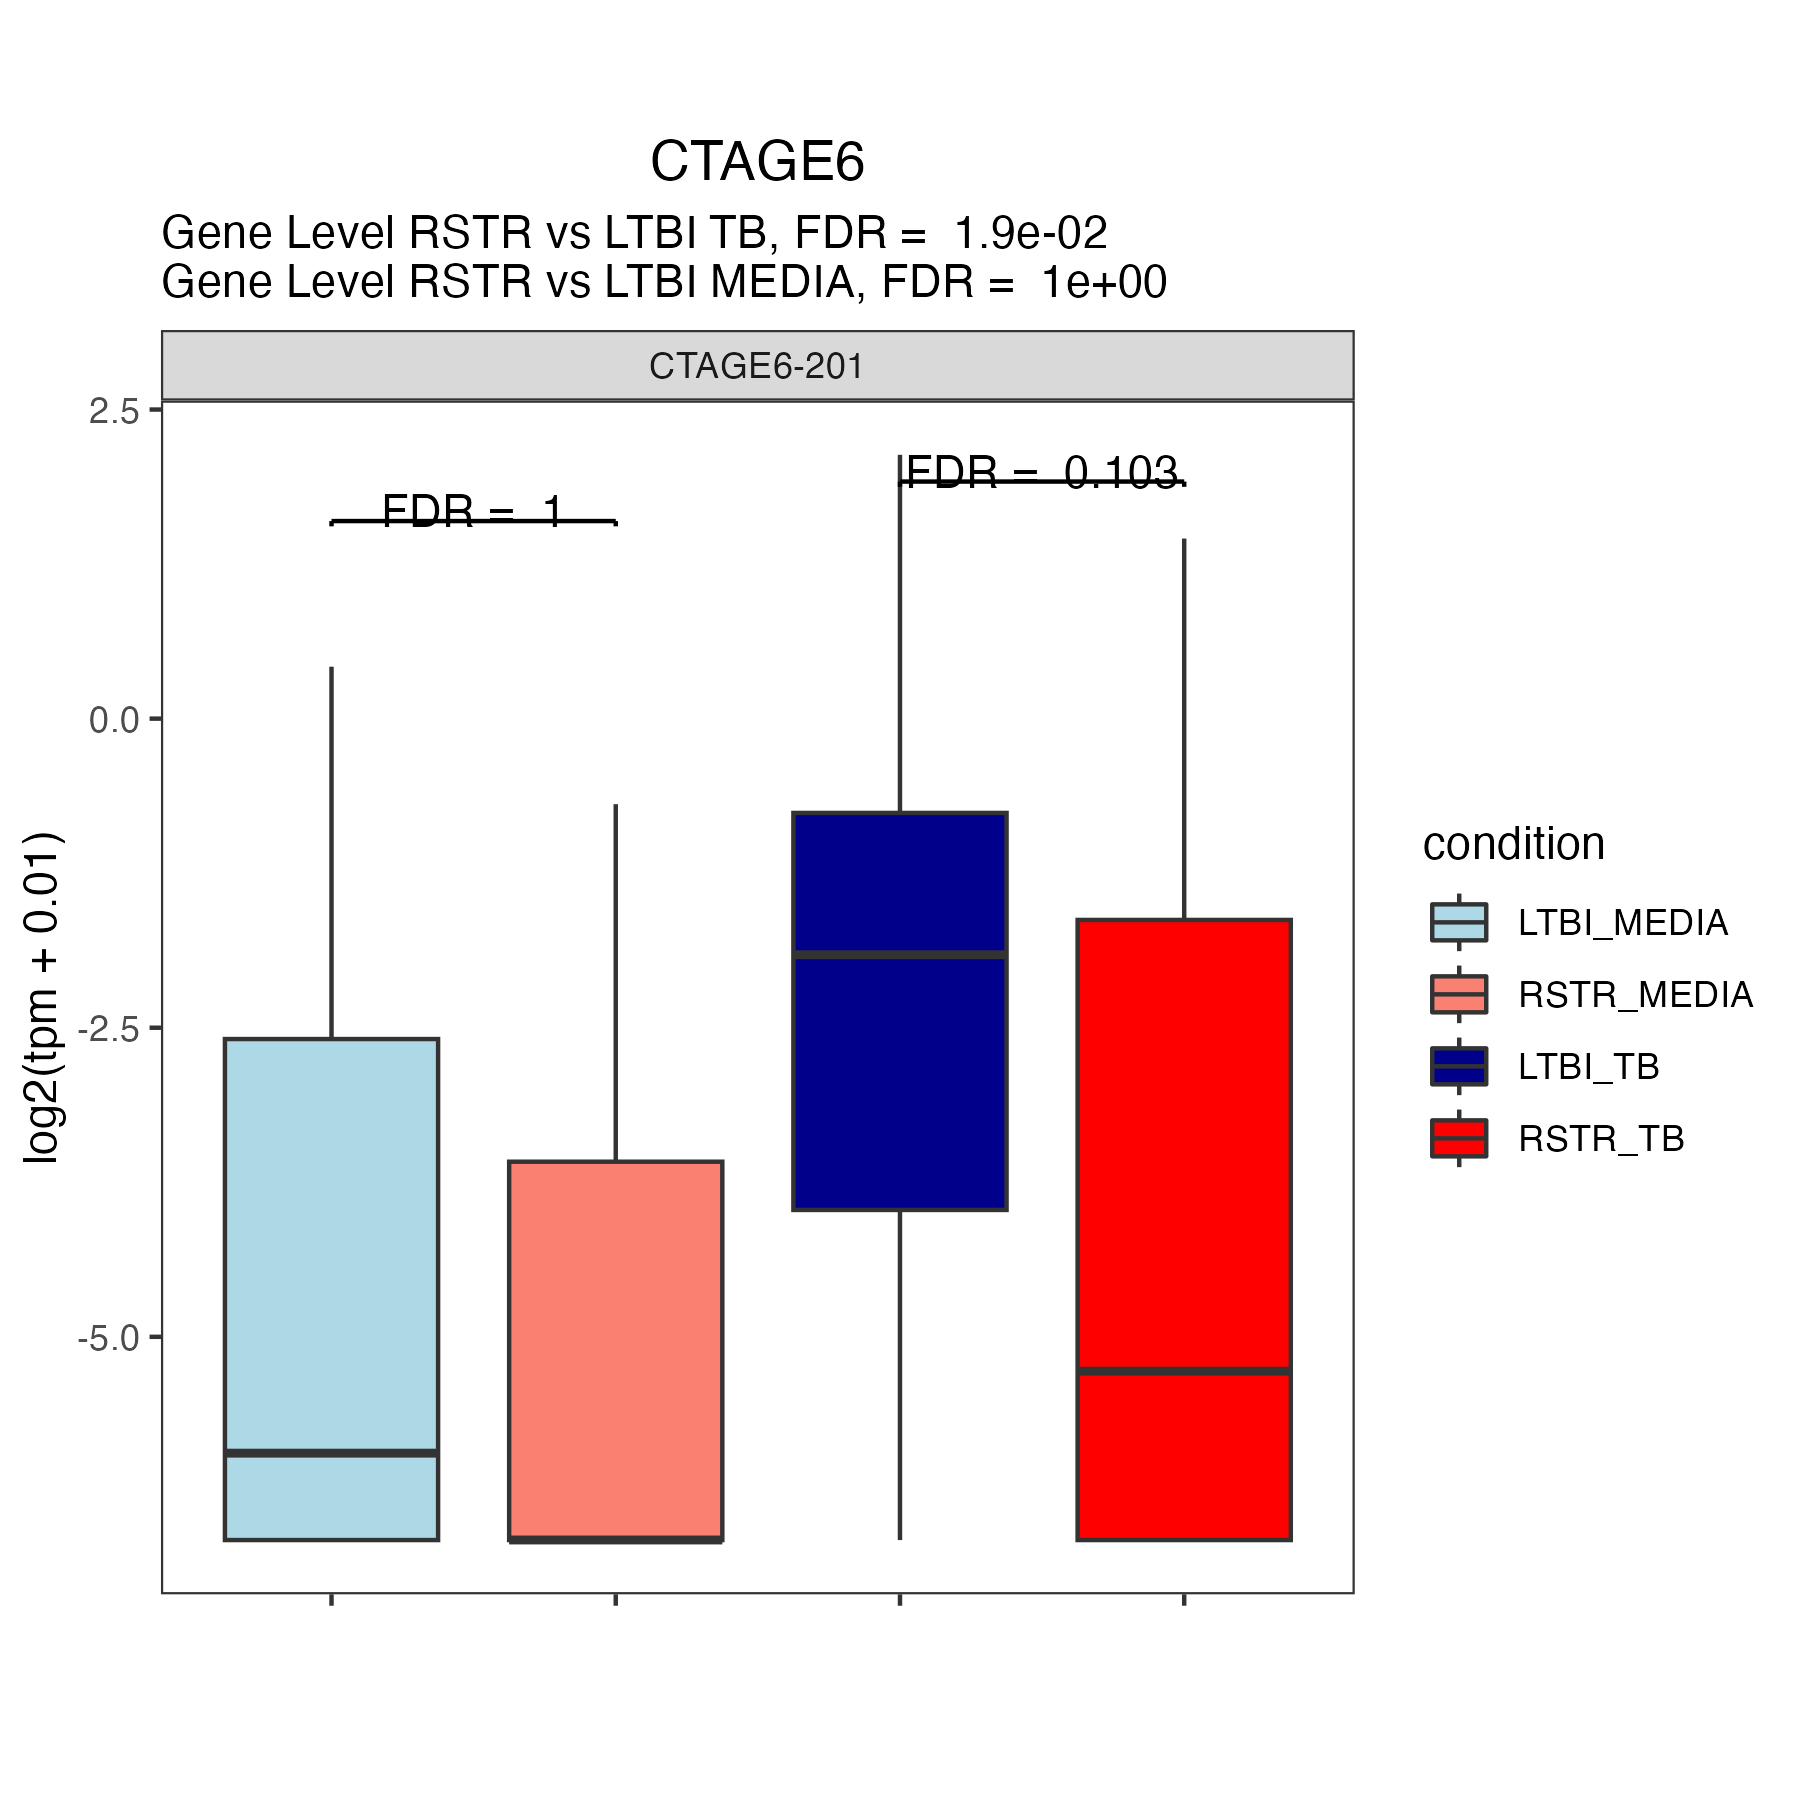 CTAGE6
Gene Level RSTR vs LTBI TB, FDR =  1.9e-02
Gene Level RSTR vs LTBI MEDIA, FDR =  1e+00
CTAGE6-201
2.5
0.0
-2.5
-5.0
log2(tpm + 0.01)
FDR =  1
FDR =  0.103
condition
LTBI_MEDIA
RSTR_MEDIA
LTBI_TB
RSTR_TB